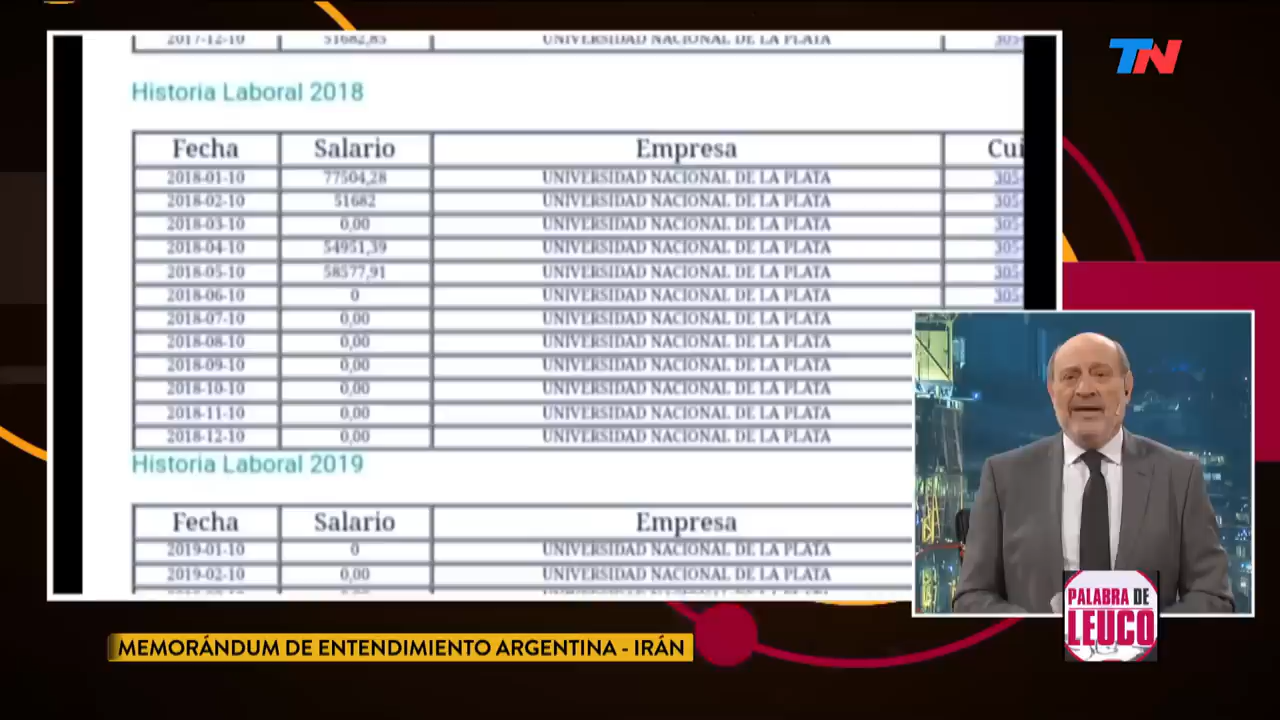 2017-12-10 51682,85 UNIVERSIDAD NACIONAL DE LA PLATA 305
TN
Historia Laboral 2018
Fecha Salario Empresa Cui
2018-01-10 77504,28 UNIVERSIDAD NACIONAL DE LA PLATA 305
2018-02-10 51682 UNIVERSIDAD NACIONAL DE LA PLATA 305
2018-03-10 0,00 UNIVERSIDAD NACIONAL DE LA PLATA 305
2018-04-10 54951,39 UNIVERSIDAD NACIONAL DE LA PLATA 305
2018-05-10 58577,91 UNIVERSIDAD NACIONAL DE LA PLATA 305
2018-06-10 0 UNIVERSIDAD NACIONAL DE LA PLATA 305
2018-07-10 0,00 UNIVERSIDAD NACIONAL DE LA PLATA
2018-08-10 0,00 UNIVERSIDAD NACIONAL DE LA PLATA
2018-09-10 0,00 UNIVERSIDAD NACIONAL DE LA PLATA
2018-10-10 0,00 UNIVERSIDAD NACIONAL DE LA PLATA
2018-11-10 0,00 UNIVERSIDAD NACIONAL DE LA PLATA
2018-12-10 0,00 UNIVERSIDAD NACIONAL DE LA PLATA
Historia Laboral 2019
Fecha Salario Empresa
2019-01-10 0 UNIVERSIDAD NACIONAL DE LA PLATA
2019-02-10 0,00 UNIVERSIDAD NACIONAL DE LA PLATA
PALABRA DE
LEUCO
MEMORÁNDUM DE ENTENDIMIENTO ARGENTINA - IRÁN